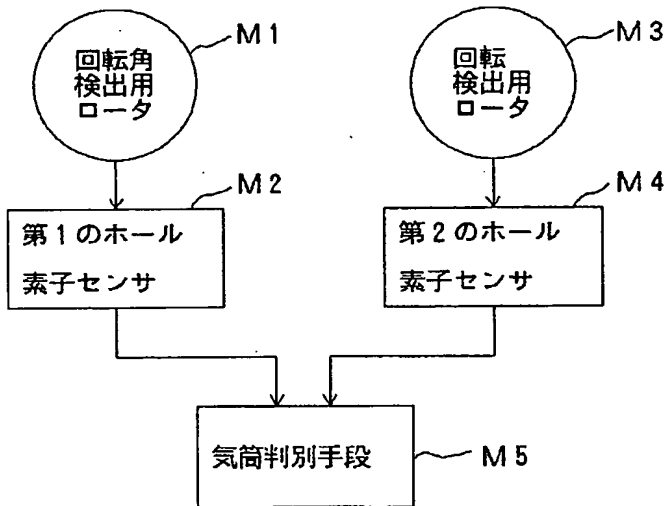 回転角
検出用
ロータ
M1
回転
検出用
ロータ
M3
第1のホール
素子センサ
M2
第2のホール
素子センサ
M4
気筒判別手段
M5